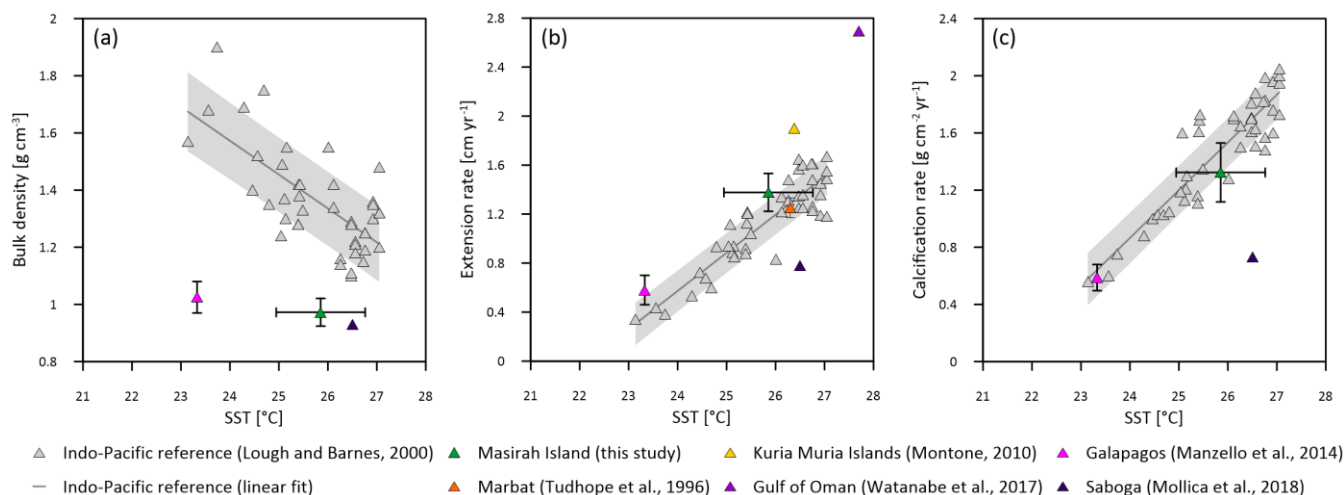 (a)
Bulk density [g cm⁻³]
2
1.8
1.6
1.4
1.2
1
0.8
21 22 23 24 25 26 27 28
SST [°C]
(b)
Extension rate [cm yr⁻¹]
2.8
2.4
2
1.6
1.2
0.8
0.4
0
21 22 23 24 25 26 27 28
SST [°C]
(c)
Calcification rate [g cm⁻² yr⁻¹]
2.4
2
1.6
1.2
0.8
0.4
0
21 22 23 24 25 26 27 28
SST [°C]
Indo-Pacific reference (Lough and Barnes, 2000) Masirah Island (this study) Kuria Muria Islands (Montone, 2010) Galapagos (Manzello et al., 2014)
Indo-Pacific reference (linear fit) Marbat (Tudhope et al., 1996) Gulf of Oman (Watanabe et al., 2017) Saboga (Mollica et al., 2018)